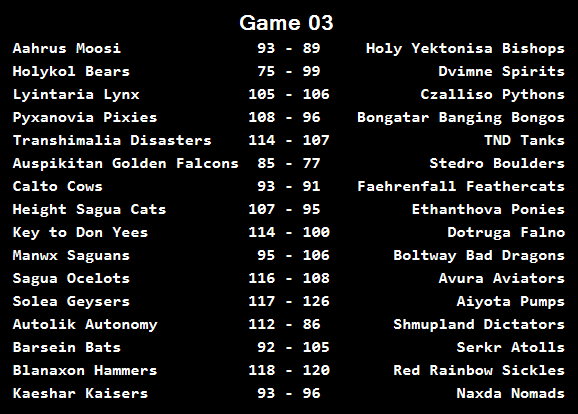 Game 03
Aahrus Moosi 93 - 89 Holy Yektonisa Bishops
Holykol Bears 75 - 99 Dvimne Spirits
Lyintaria Lynx 105 - 106 Czalliso Pythons
Pyxanovia Pixies 108 - 96 Bongatar Banging Bongos
Transhimalia Disasters 114 - 107 TND Tanks
Auspikitan Golden Falcons 85 - 77 Stedro Boulders
Calto Cows 93 - 91 Faehrenfall Feathercats
Height Sagua Cats 107 - 95 Ethanthova Ponies
Key to Don Yees 114 - 100 Dotruga Falno
Manwx Saguans 95 - 106 Boltway Bad Dragons
Sagua Ocelots 116 - 108 Avura Aviators
Solea Geysers 117 - 126 Aiyota Pumps
Autolik Autonomy 112 - 86 Shmupland Dictators
Barsein Bats 92 - 105 Serkr Atolls
Blanaxon Hammers 118 - 120 Red Rainbow Sickles
Kaeshar Kaisers 93 - 96 Naxda Nomads